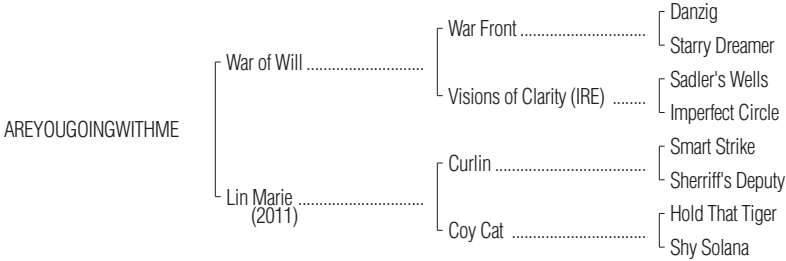 Danzig
War Front ..............................
Starry Dreamer
War of Will ............................
Sadler's Wells
Visions of Clarity (IRE) ........
Imperfect Circle
AREYOUGOINGWITHME
Smart Strike
Curlin ....................................
Sherriff's Deputy
Lin Marie ..............................
(2011)
Hold That Tiger
Coy Cat ................................
Shy Solana